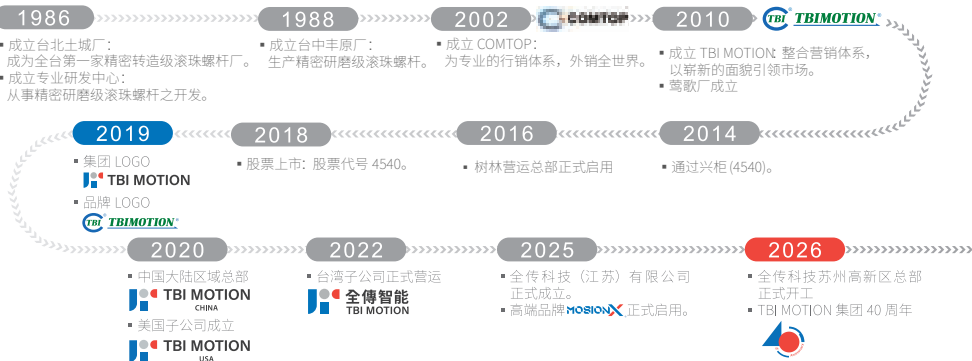 1986
成立台北土城厂：
成为全台第一家精密转造级滚珠螺杆厂。
成立专业研发中心：
从事精密研磨级滚珠螺杆之开发。
1988
成立台中丰原厂：
生产精密研磨级滚珠螺杆。
2002
COMTOP
成立 COMTOP：
为专业的行销体系，外销全世界。
2010
TBI TBIMOTION®
成立 TBI MOTION: 整合营销体系，
以崭新的面貌引领市场。
莺歌厂成立
2014
通过兴柜 (4540)。
2016
树林营运总部正式启用
2018
股票上市：股票代号 4540。
2019
集团 LOGO
TBI MOTION
品牌 LOGO
TBI TBIMOTION®
2020
中国大陆区域总部
TBI MOTION
CHINA
美国子公司成立
TBI MOTION
USA
2022
台湾子公司正式营运
全傳智能
TBI MOTION
2025
全传科技（江苏）有限公司
正式成立。
高端品牌MOSIONX正式启用。
2026
全传科技苏州高新区总部
正式开工
TBI MOTION 集团 40 周年
40